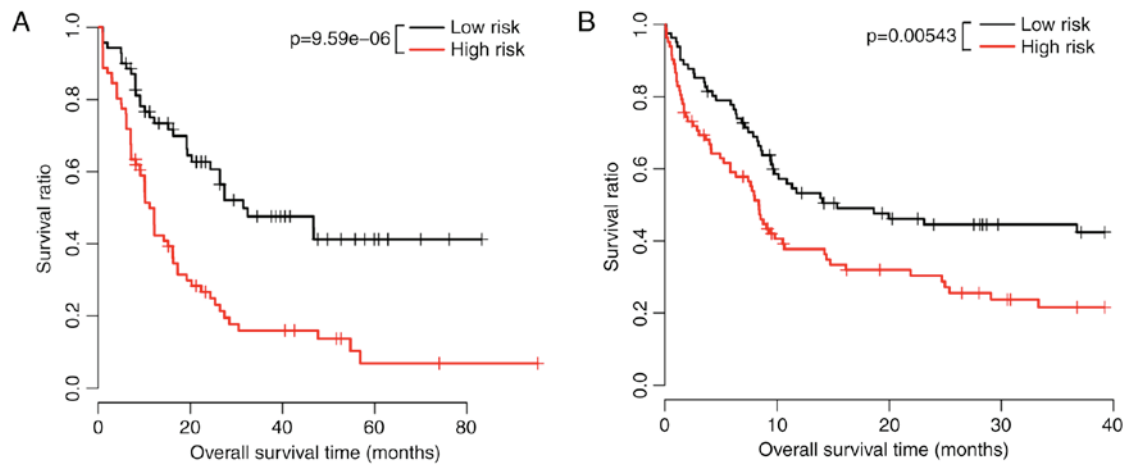 A
p=9.59e−06
Low risk
High risk
Survival ratio
0.0
0.2
0.4
0.6
0.8
1.0
0 20 40 60 80
Overall survival time (months)
B
p=0.00543
Low risk
High risk
Survival ratio
0.0
0.2
0.4
0.6
0.8
1.0
0 10 20 30 40
Overall survival time (months)